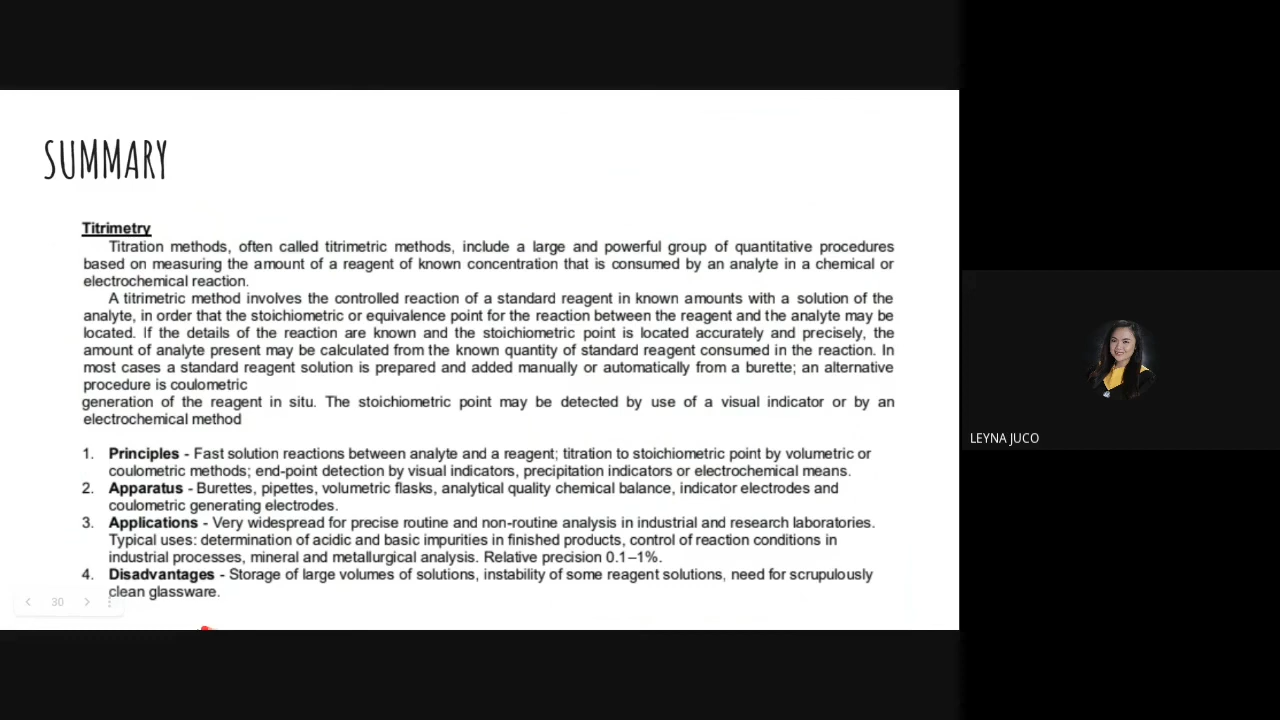 SUMMARY
Titrimetry
Titration methods, often called titrimetric methods, include a large and powerful group of quantitative procedures
based on measuring the amount of a reagent of known concentration that is consumed by an analyte in a chemical or
electrochemical reaction.
A titrimetric method involves the controlled reaction of a standard reagent in known amounts with a solution of the
analyte, in order that the stoichiometric or equivalence point for the reaction between the reagent and the analyte may be
located. If the details of the reaction are known and the stoichiometric point is located accurately and precisely, the
amount of analyte present may be calculated from the known quantity of standard reagent consumed in the reaction. In
most cases a standard reagent solution is prepared and added manually or automatically from a burette; an alternative
procedure is coulometric
generation of the reagent in situ. The stoichiometric point may be detected by use of a visual indicator or by an
electrochemical method
1. Principles - Fast solution reactions between analyte and a reagent; titration to stoichiometric point by volumetric or
coulometric methods; end-point detection by visual indicators, precipitation indicators or electrochemical means.
2. Apparatus - Burettes, pipettes, volumetric flasks, analytical quality chemical balance, indicator electrodes and
coulometric generating electrodes.
3. Applications - Very widespread for precise routine and non-routine analysis in industrial and research laboratories.
Typical uses: determination of acidic and basic impurities in finished products, control of reaction conditions in
industrial processes, mineral and metallurgical analysis. Relative precision 0.1–1%.
4. Disadvantages - Storage of large volumes of solutions, instability of some reagent solutions, need for scrupulously
clean glassware.
30
LEYNA JUCO